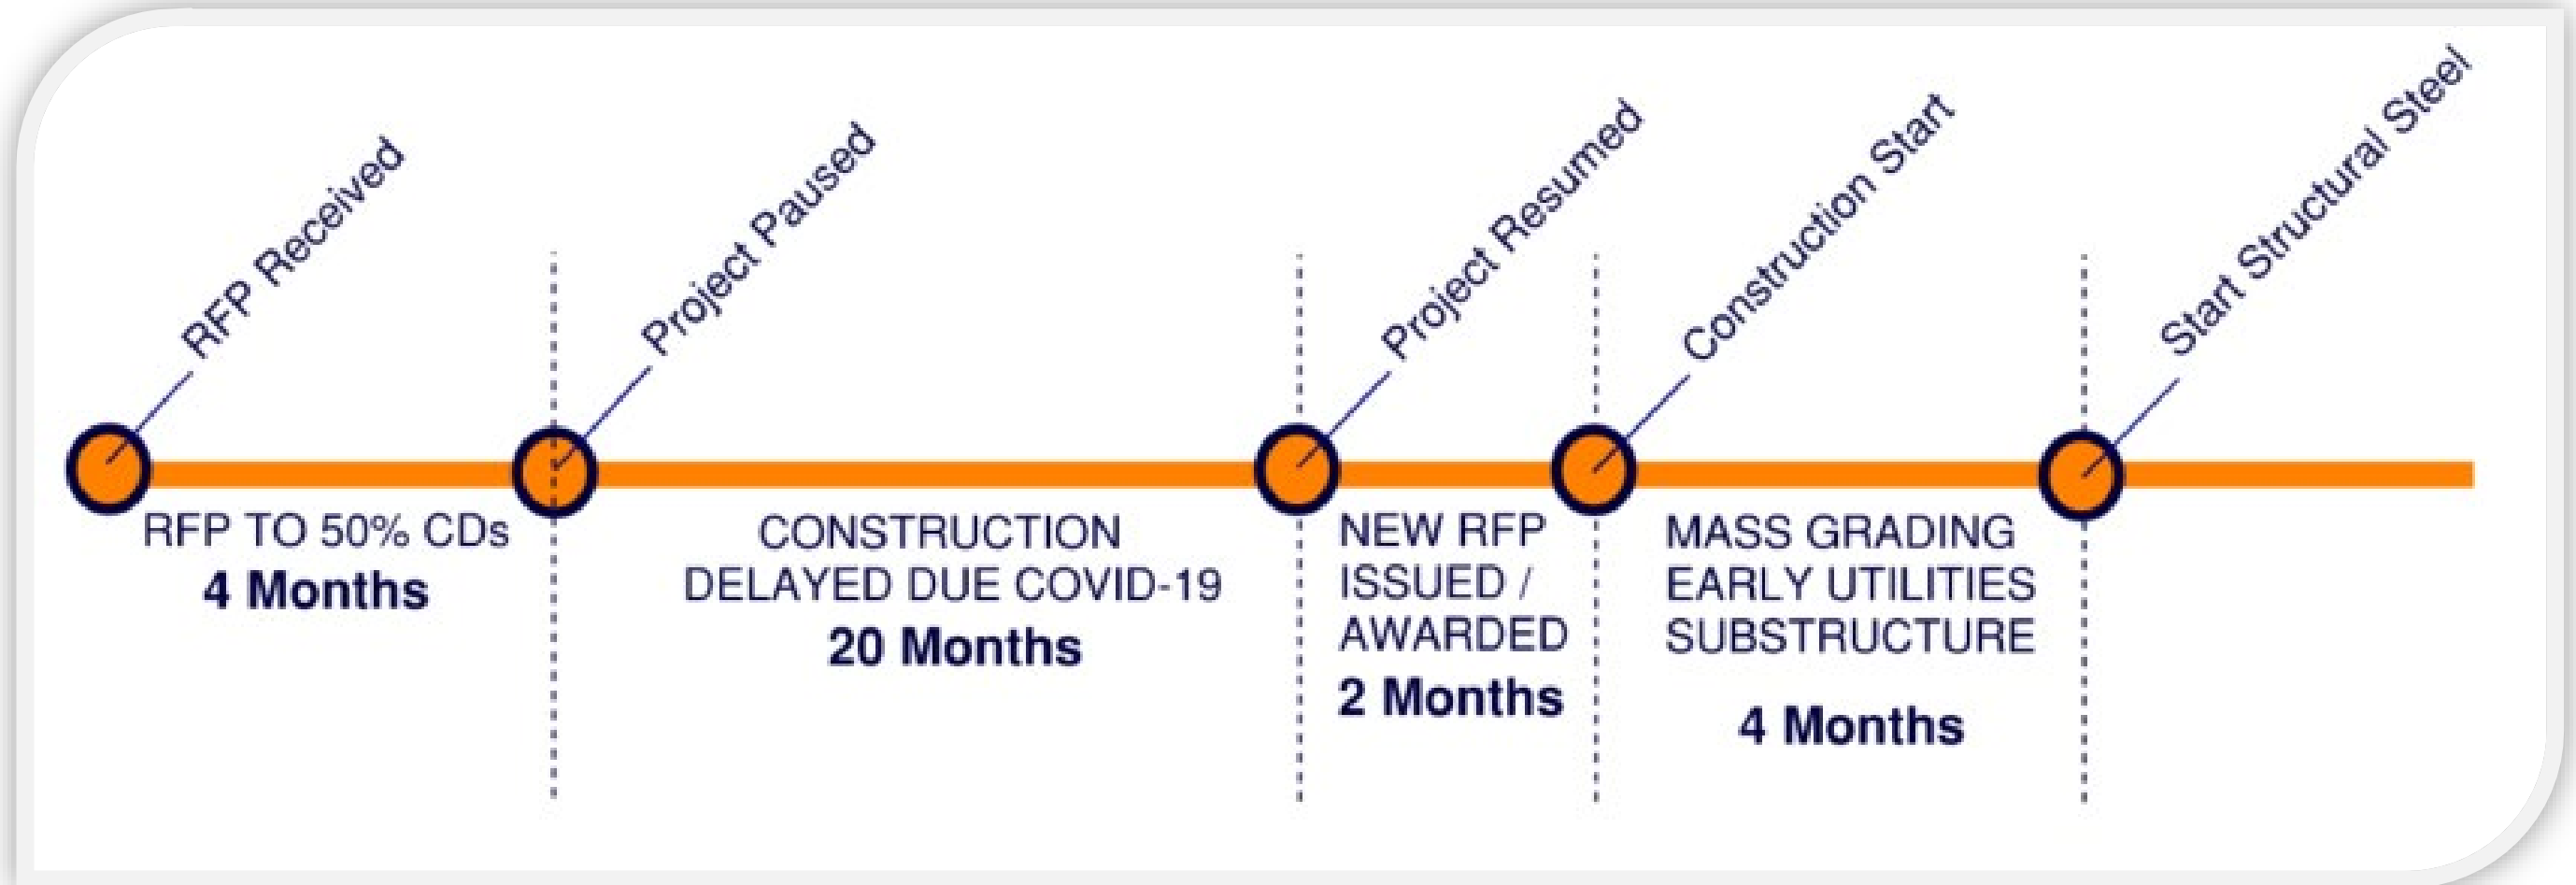 RFP Received
Project Paused
Project Resumed
Construction Start
Start Structural Steel
RFP TO 50% CDs
4 Months
CONSTRUCTION
DELAYED DUE COVID-19
20 Months
NEW RFP
ISSUED /
AWARDED
2 Months
MASS GRADING
EARLY UTILITIES
SUBSTRUCTURE
4 Months